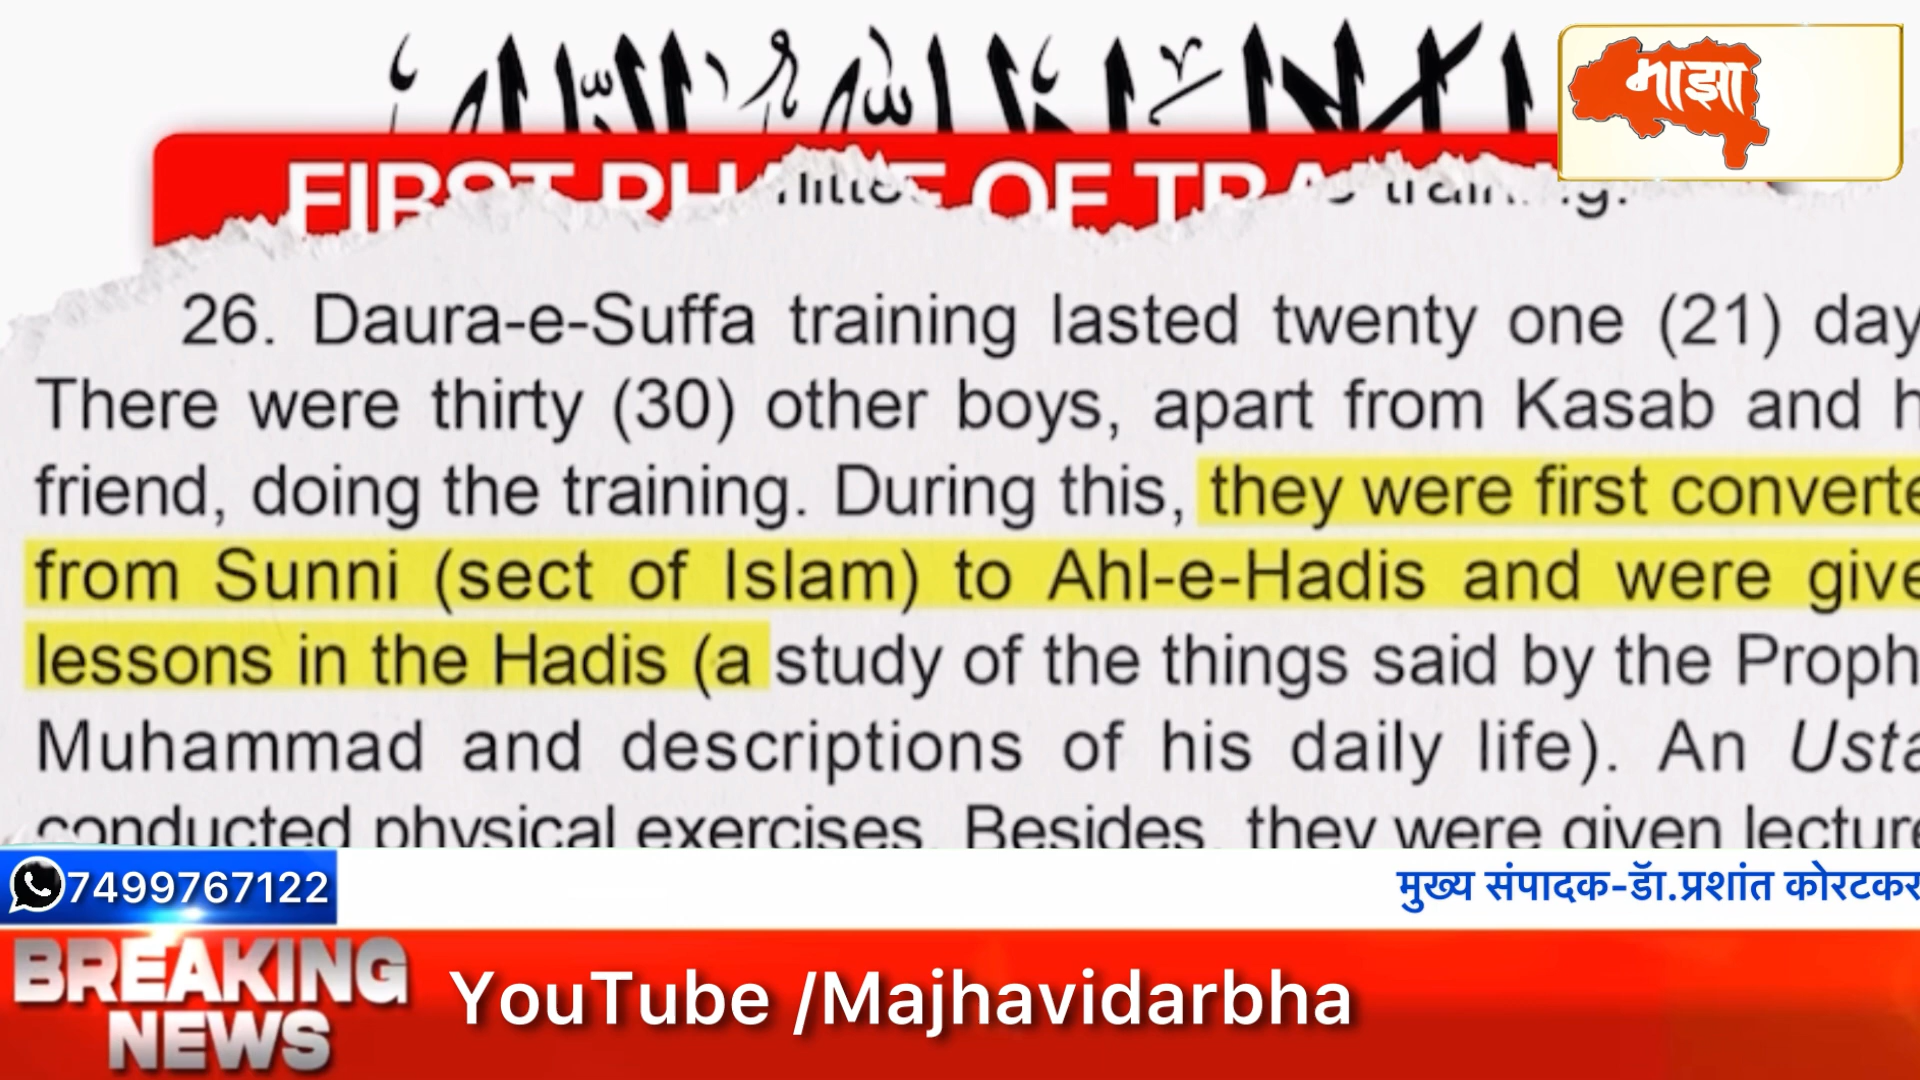 माझा
FIRST PHASE OF
26. Daura-e-Suffa training lasted twenty one (21) day
There were thirty (30) other boys, apart from Kasab and h
friend, doing the training. During this, they were first converte
from Sunni (sect of Islam) to Ahl-e-Hadis and were give
lessons in the Hadis (a study of the things said by the Proph
Muhammad and descriptions of his daily life). An Usta
conducted physical exercises. Besides, they were given lecture
7499767122
मुख्य संपादक-डॅा.प्रशांत कोरटकर
BREAKING
NEWS
YouTube /Majhavidarbha